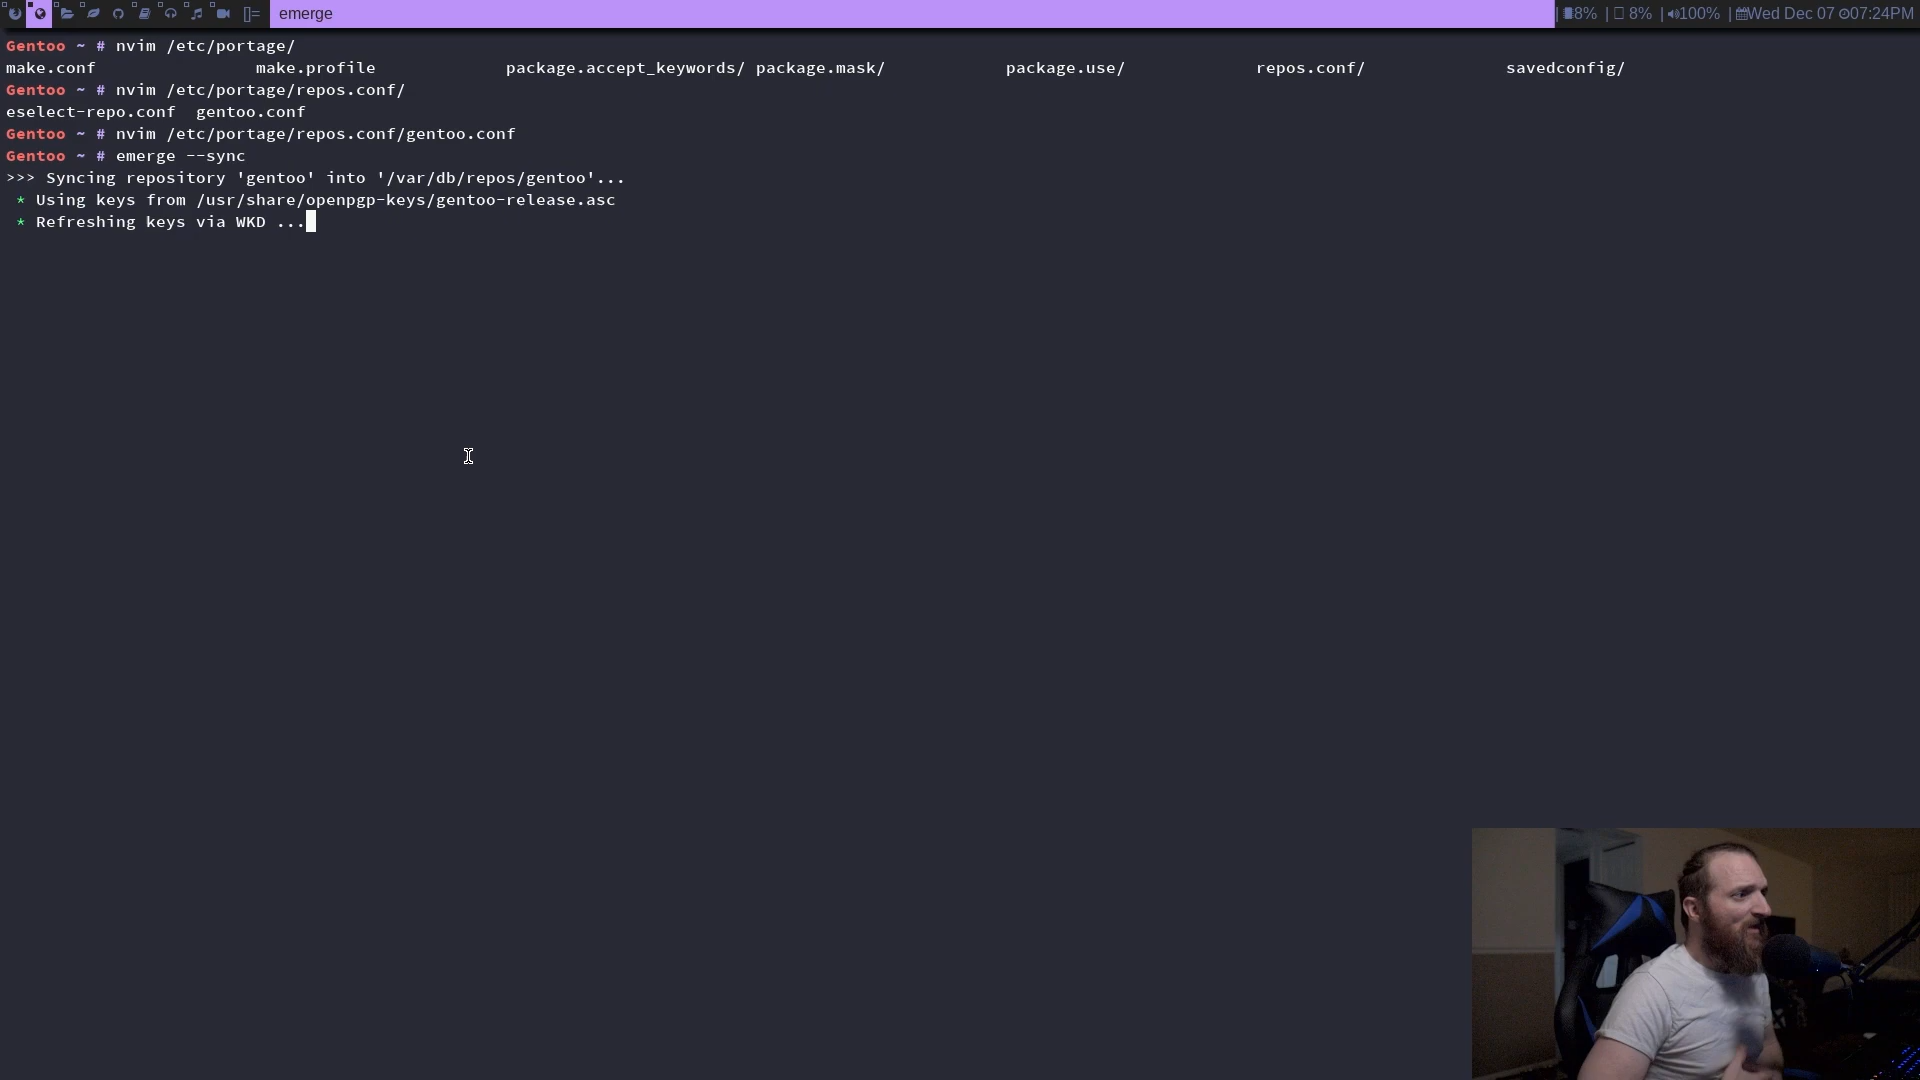 []= emerge | 8% | 8% | 100% | Wed Dec 07 07:24PM
Gentoo ~ # nvim /etc/portage/
make.conf make.profile package.accept_keywords/ package.mask/ package.use/ repos.conf/ savedconfig/
Gentoo ~ # nvim /etc/portage/repos.conf/
eselect-repo.conf gentoo.conf
Gentoo ~ # nvim /etc/portage/repos.conf/gentoo.conf
Gentoo ~ # emerge --sync
>>> Syncing repository 'gentoo' into '/var/db/repos/gentoo'...
* Using keys from /usr/share/openpgp-keys/gentoo-release.asc
* Refreshing keys via WKD ...